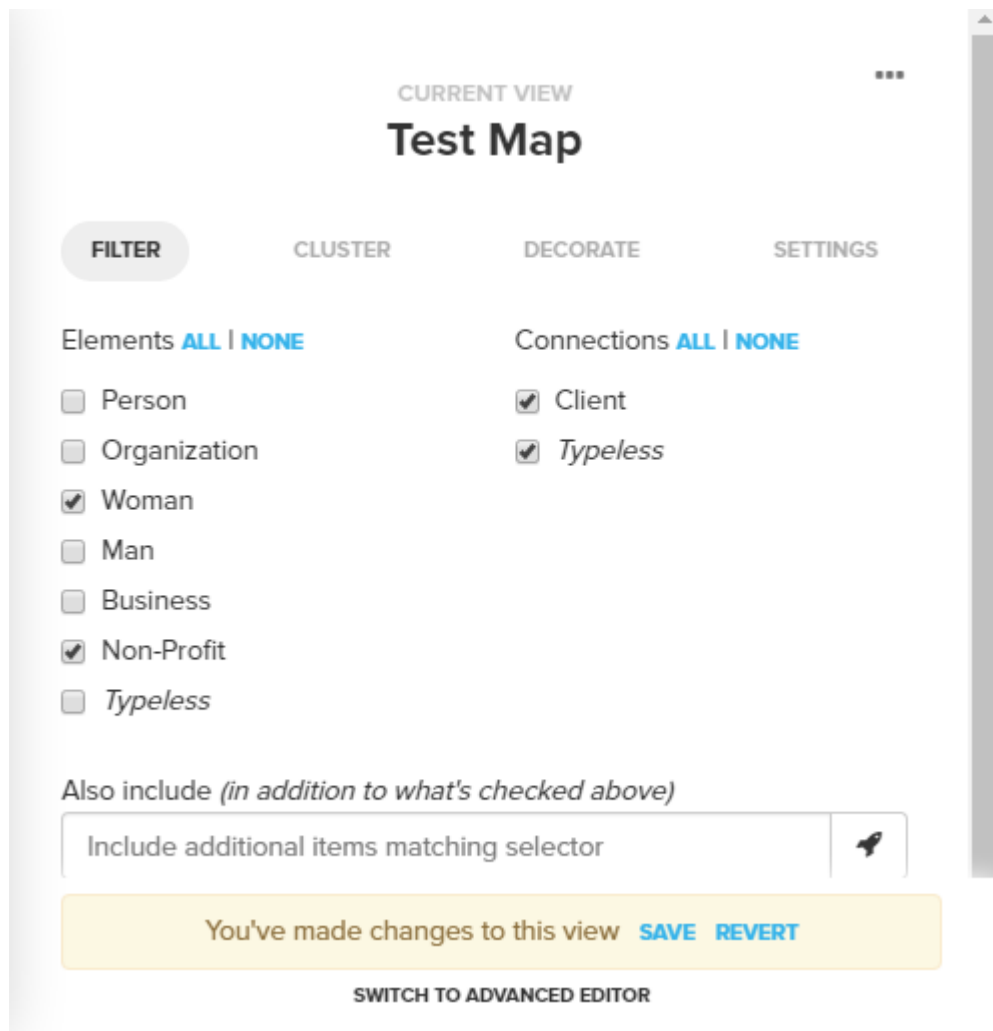 CURRENT VIEW
Test Map
FILTER CLUSTER DECORATE SETTINGS
Elements ALL | NONE
Connections ALL | NONE
Person
Organization
Woman
Man
Business
Non-Profit
Typeless
Client
Typeless
Also include (in addition to what's checked above)
Include additional items matching selector
You've made changes to this view SAVE REVERT
SWITCH TO ADVANCED EDITOR